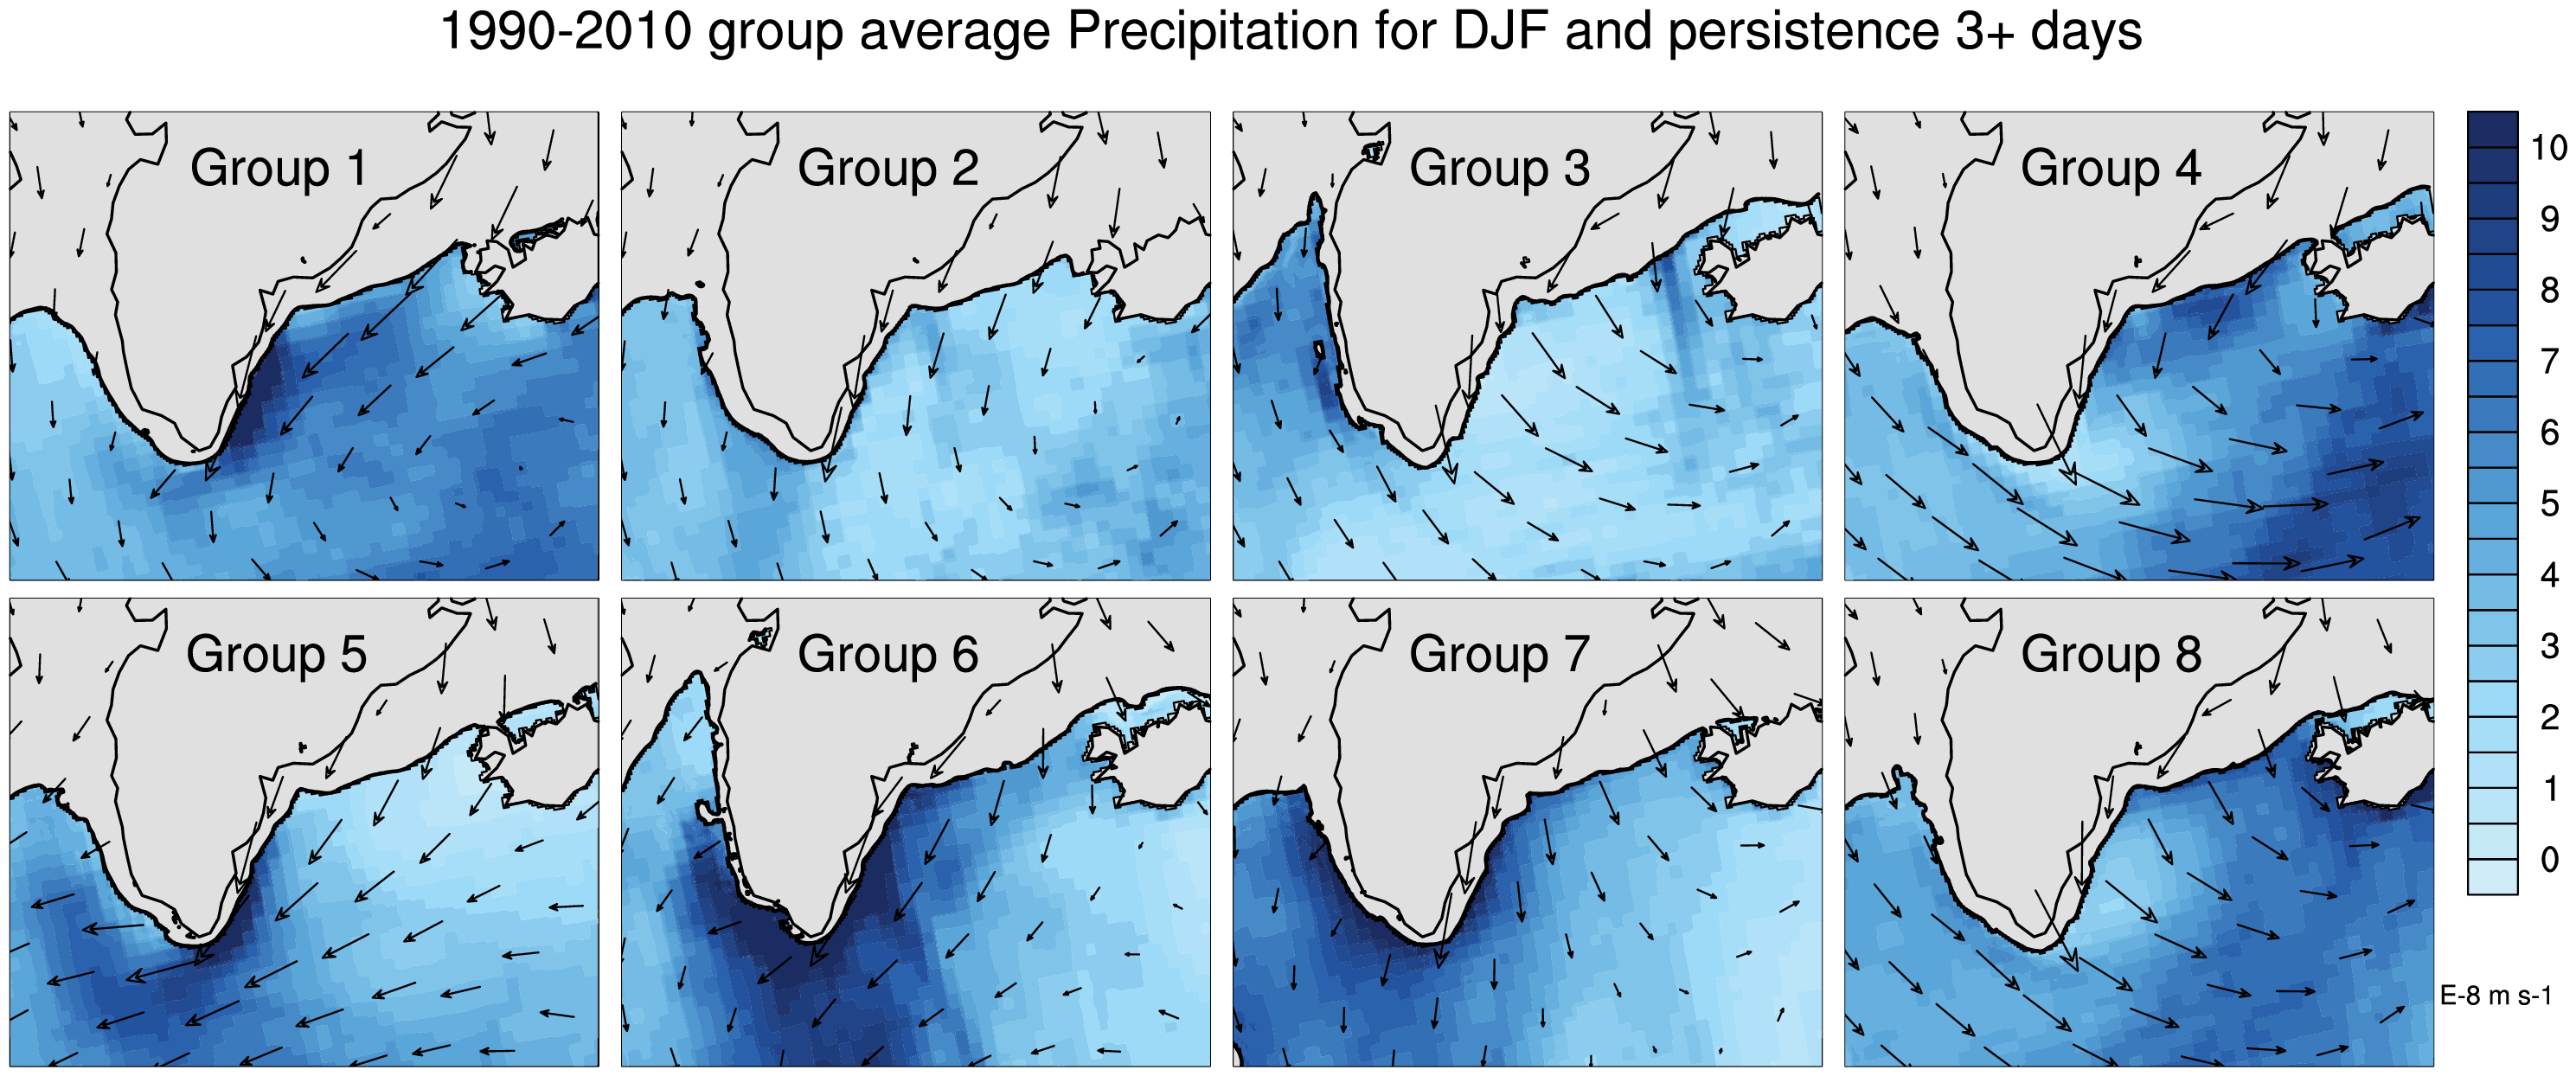 1990-2010 group average Precipitation for DJF and persistence 3+ days
Group 1
Group 2
Group 3
Group 4
Group 5
Group 6
Group 7
Group 8
10
9
8
7
6
5
4
3
2
1
0
E-8 m s-1